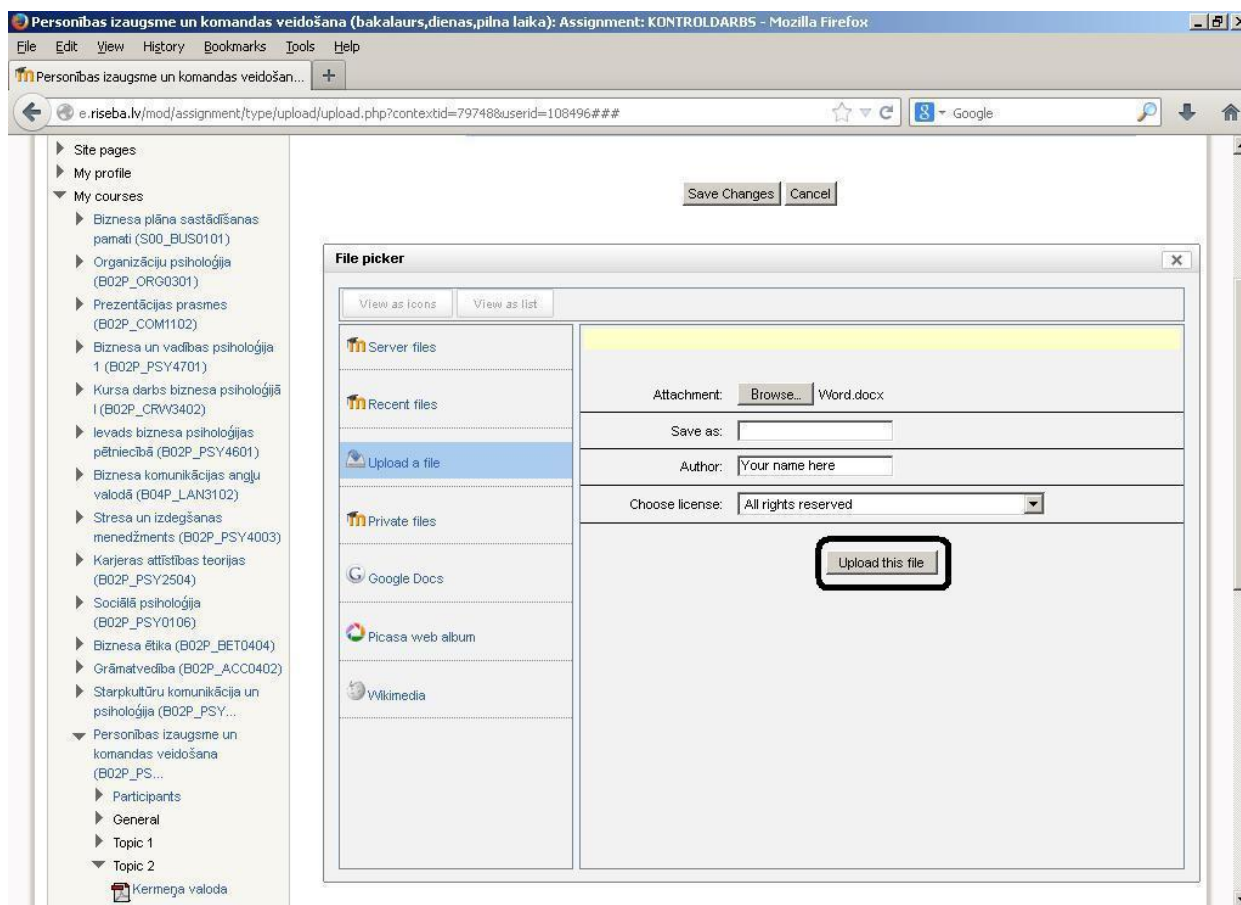 Personības izaugsme un komandas veidošana (bakalaurs,dienas,pilna laika): Assignment: KONTROLDARBS - Mozilla Firefox
File Edit View History Bookmarks Tools Help
Personības izaugsme un komandas veidošan...
e.riseba.lv/mod/assignment/type/upload/upload.php?contextid=79748&userid=108496###
Google
Site pages
My profile
My courses
Biznesa plāna sastādīšanas
pamati (S00_BUS0101)
Organizāciju psiholoģija
(B02P_ORG0301)
Prezentācijas prasmes
(B02P_COM1102)
Biznesa un vadības psiholoģija
1 (B02P_PSY4701)
Kursa darbs biznesa psiholoģijā
I (B02P_CRW3402)
Ievads biznesa psiholoģijas
pētniecībā (B02P_PSY4601)
Biznesa komunikācijas angļu
valodā (B04P_LAN3102)
Stresa un izdegšanas
menedžments (B02P_PSY4003)
Karjeras attīstības teorijas
(B02P_PSY2504)
Sociālā psiholoģija
(B02P_PSY0106)
Biznesa ētika (B02P_BET0404)
Grāmatvedība (B02P_ACC0402)
Starpkultūru komunikācija un
psiholoģija (B02P_PSY...
Personības izaugsme un
komandas veidošana
(B02P_PS...
Participants
General
Topic 1
Topic 2
Ķermeņa valoda
Save Changes Cancel
File picker
View as icons View as list
Server files
Recent files
Upload a file
Private files
Google Docs
Picasa web album
Wikimedia
Attachment: Browse... Word.docx
Save as:
Author: Your name here
Choose license: All rights reserved
Upload this file